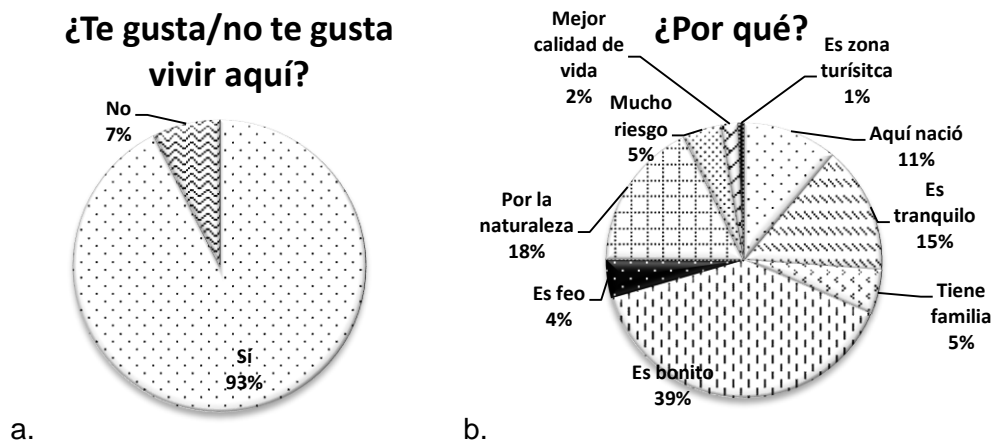 ¿Te gusta/no te gusta
vivir aquí?
No
7%
Sí
93%
a.
¿Por qué?
Mejor
calidad de
vida
2%
Es zona
turísitca
1%
Mucho
riesgo
5%
Aquí nació
11%
Por la
naturaleza
18%
Es
tranquilo
15%
Es feo
4%
Tiene
familia
5%
Es bonito
39%
b.